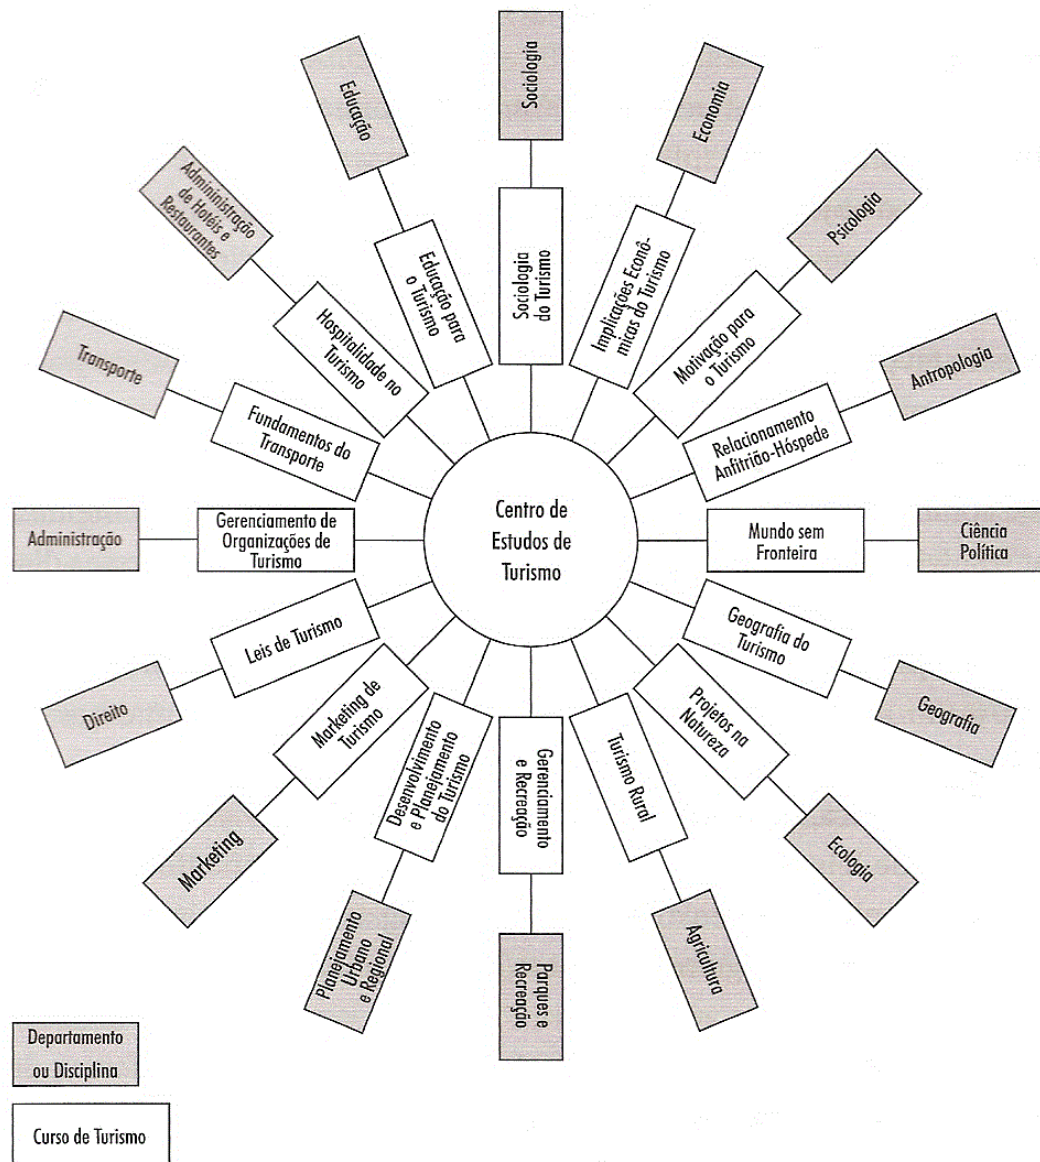 Sociologia
Sociologia
do Turismo
Economia
Implicações Econô-
micas do Turismo
Psicologia
Motivação para
o Turismo
Antropologia
Relacionamento
Anfitrião-Hóspede
Ciência
Política
Mundo sem
Fronteira
Geografia
Geografia do
Turismo
Ecologia
Projetos na
Natureza
Agricultura
Turismo Rural
Parques e
Recreação
Gerenciamento
e Recreação
Planejamento
Urbano
e Regional
Desenvolvimento
e Planejamento
do Turismo
Marketing
Marketing de
Turismo
Direito
Leis de Turismo
Administração
Gerenciamento de
Organizações de
Turismo
Transporte
Fundamentos do
Transporte
Admininistração
de Hotéis e
Restaurantes
Hospitalidade no
Turismo
Educação
Educação para
o Turismo
Centro de
Estudos de
Turismo
Departamento
ou Disciplina
Curso de Turismo